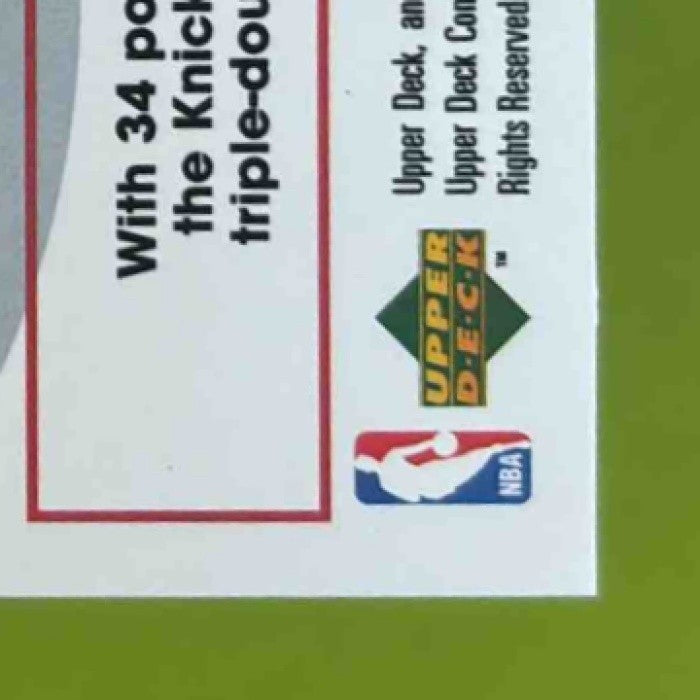 With 34 po
the Knick
triple-dou
Upper Deck, an
Upper Deck Com
Rights Reserved
UPPER
D·E·C·K
TM
NBA